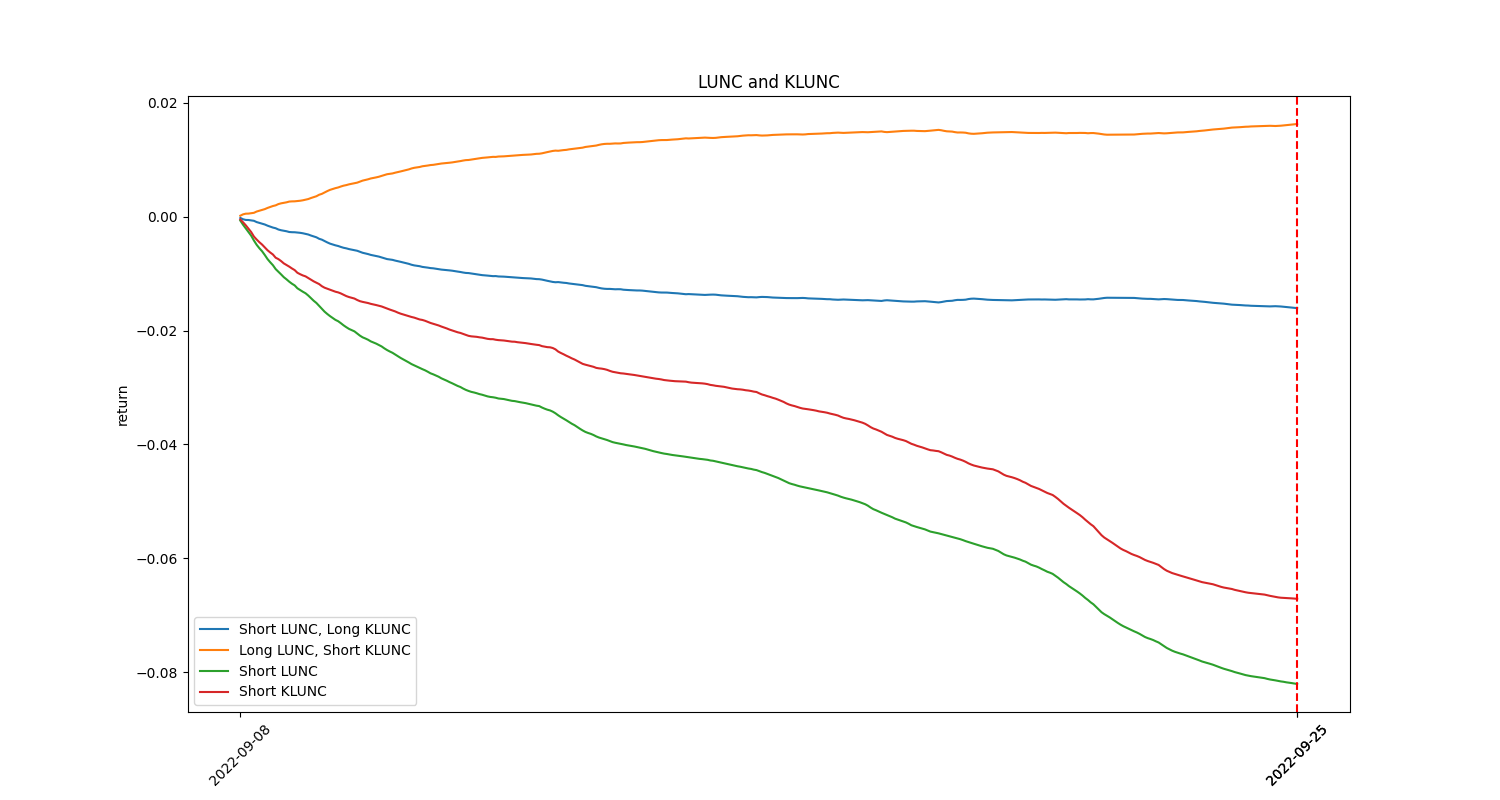 LUNC and KLUNC
0.02
0.00
−0.02
−0.04
−0.06
−0.08
return
Short LUNC, Long KLUNC
Long LUNC, Short KLUNC
Short LUNC
Short KLUNC
2022-09-08
2022-09-25